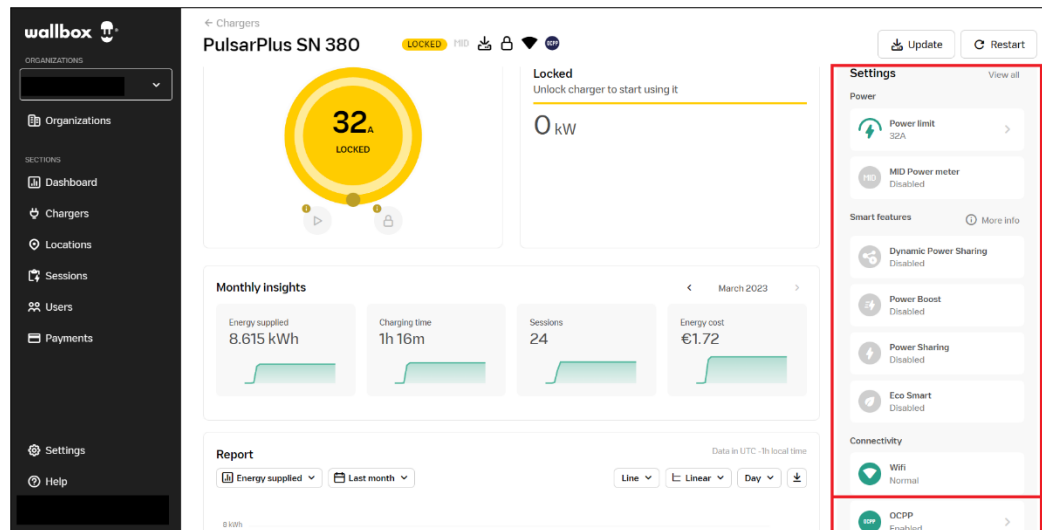 wallbox
ORGANIZATIONS
Organizations
SECTIONS
Dashboard
Chargers
Locations
Sessions
Users
Payments
Settings
Help
← Chargers
PulsarPlus SN 380
LOCKED
MID
OCPP
Update
Restart
32A
LOCKED
Locked
Unlock charger to start using it
0 kW
Monthly insights
March 2023
Energy supplied
8.615 kWh
Charging time
1h 16m
Sessions
24
Energy cost
€1.72
Report
Data in UTC -1h local time
Energy supplied
Last month
Line
Linear
Day
8 kWh
Settings
View all
Power
Power limit
32A
MID
MID Power meter
Disabled
Smart features
More info
Dynamic Power Sharing
Disabled
Power Boost
Disabled
Power Sharing
Disabled
Eco Smart
Disabled
Connectivity
Wifi
Normal
OCPP
OCPP
Enabled